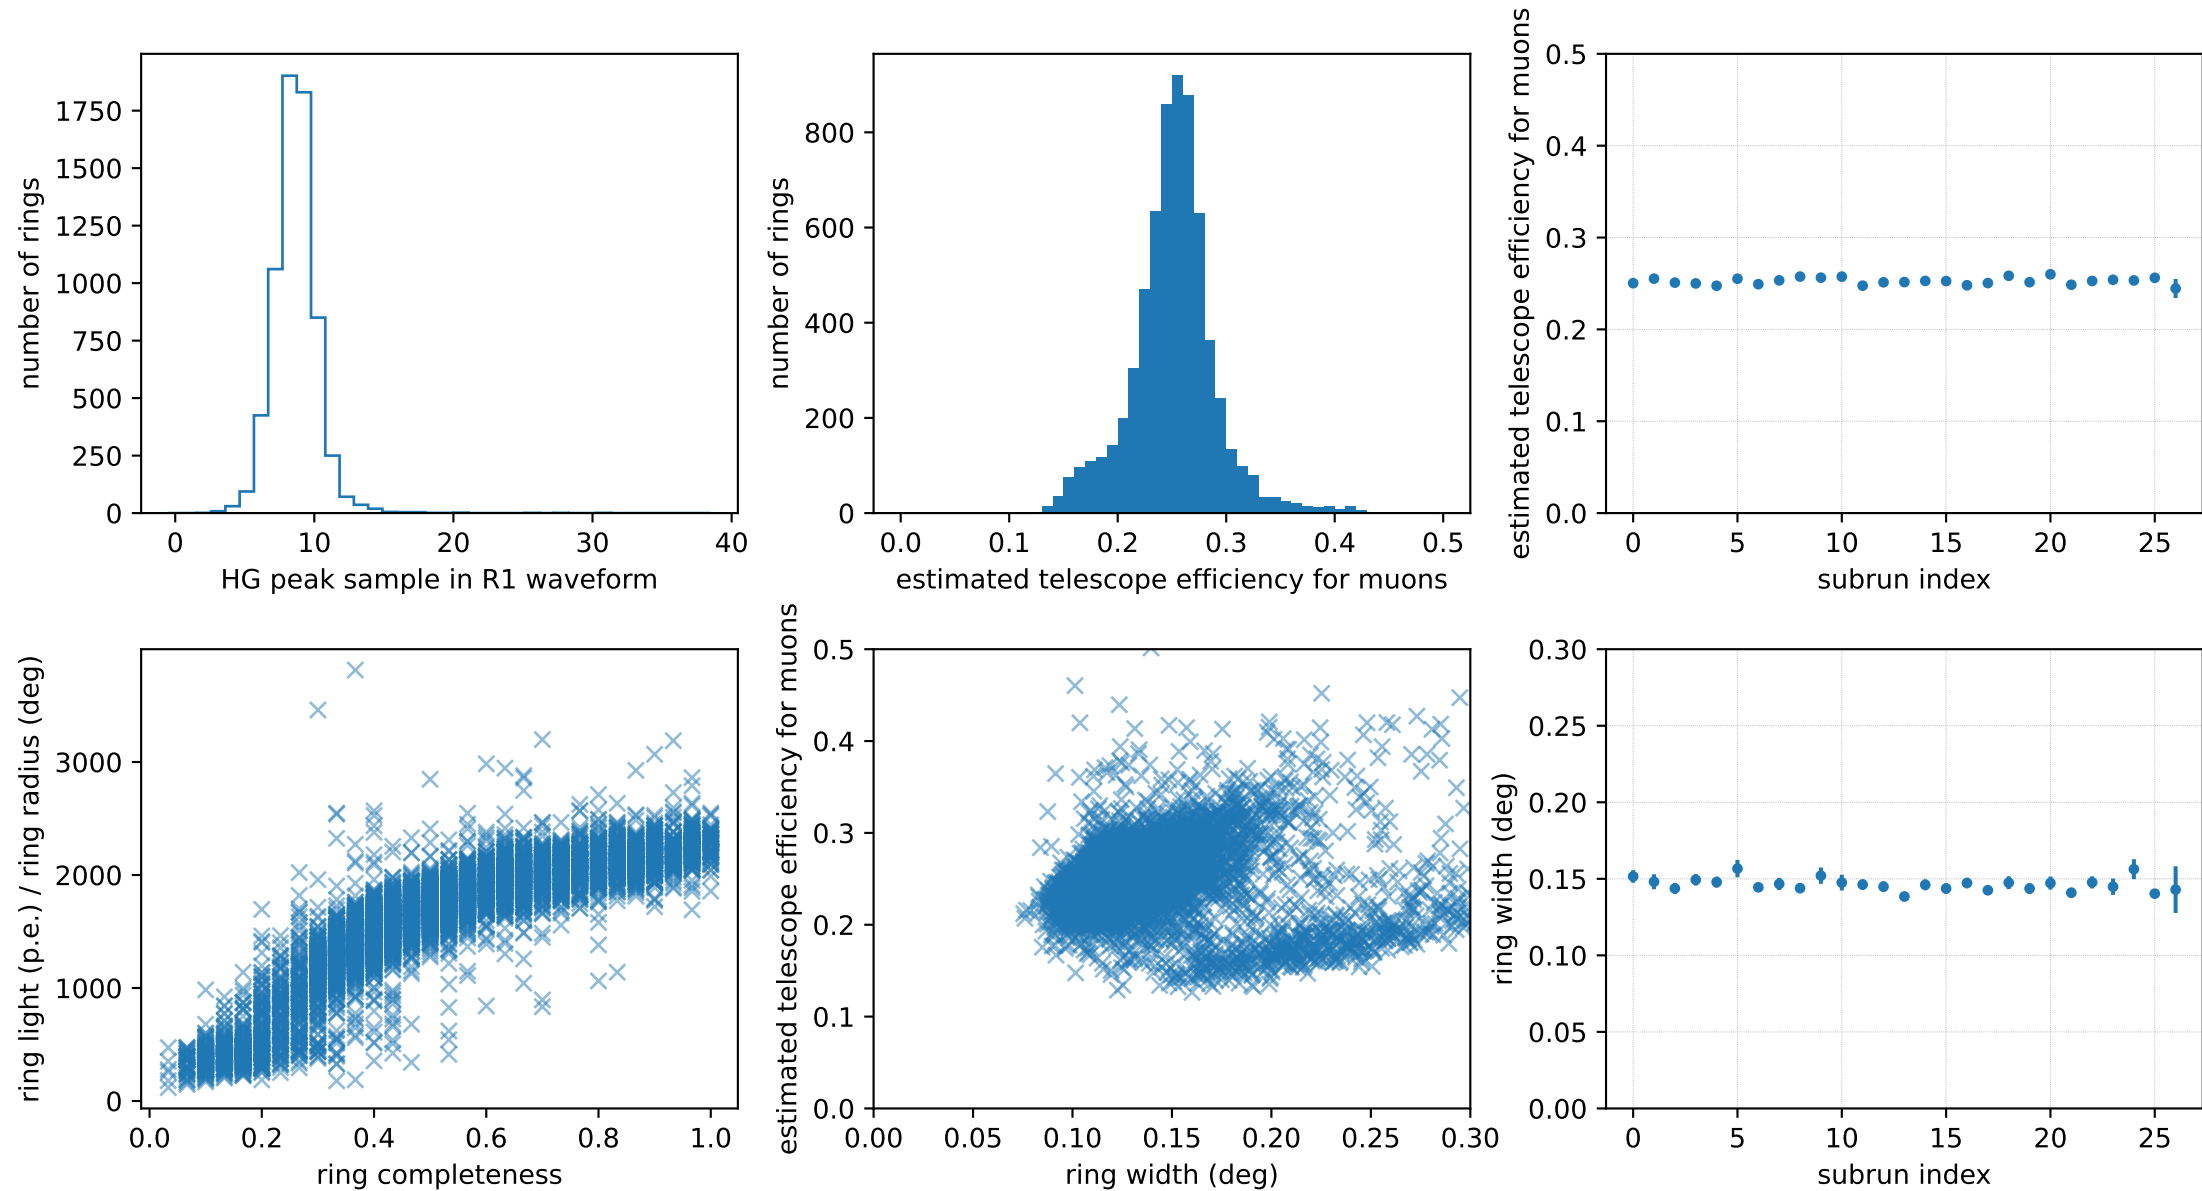 number of rings
1750
1500
1250
1000
750
500
250
0
0 10 20 30 40
HG peak sample in R1 waveform
number of rings
800
600
400
200
0
0.0 0.1 0.2 0.3 0.4 0.5
estimated telescope efficiency for muons
estimated telescope efficiency for muons
0.5
0.4
0.3
0.2
0.1
0.0
0 5 10 15 20 25
subrun index
ring light (p.e.) / ring radius (deg)
3000
2000
1000
0
0.0 0.2 0.4 0.6 0.8 1.0
ring completeness
estimated telescope efficiency for muons
0.5
0.4
0.3
0.2
0.1
0.0
0.00 0.05 0.10 0.15 0.20 0.25 0.30
ring width (deg)
ring width (deg)
0.30
0.25
0.20
0.15
0.10
0.05
0.00
0 5 10 15 20 25
subrun index